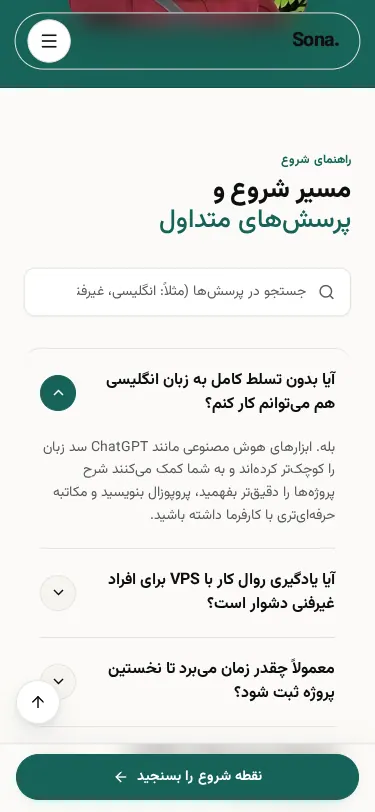 Sona.
راهنمای شروع
مسیر شروع و
پرسش‌های متداول
جستجو در پرسش‌ها (مثلاً: انگلیسی، غیرفن
آیا بدون تسلط کامل به زبان انگلیسی
هم می‌توانم کار کنم؟
بله. ابزارهای هوش مصنوعی مانند ChatGPT سد زبان
را کوچک‌تر کرده‌اند و به شما کمک می‌کنند شرح
پروژه‌ها را دقیق‌تر بفهمید، پروپوزال بنویسید و مکاتبه
حرفه‌ای‌تری با کارفرما داشته باشید.
آیا یادگیری روال کار با VPS برای افراد
غیرفنی دشوار است؟
معمولاً چقدر زمان می‌برد تا نخستین
پروژه ثبت شود؟
نقطه شروع را بسنجید